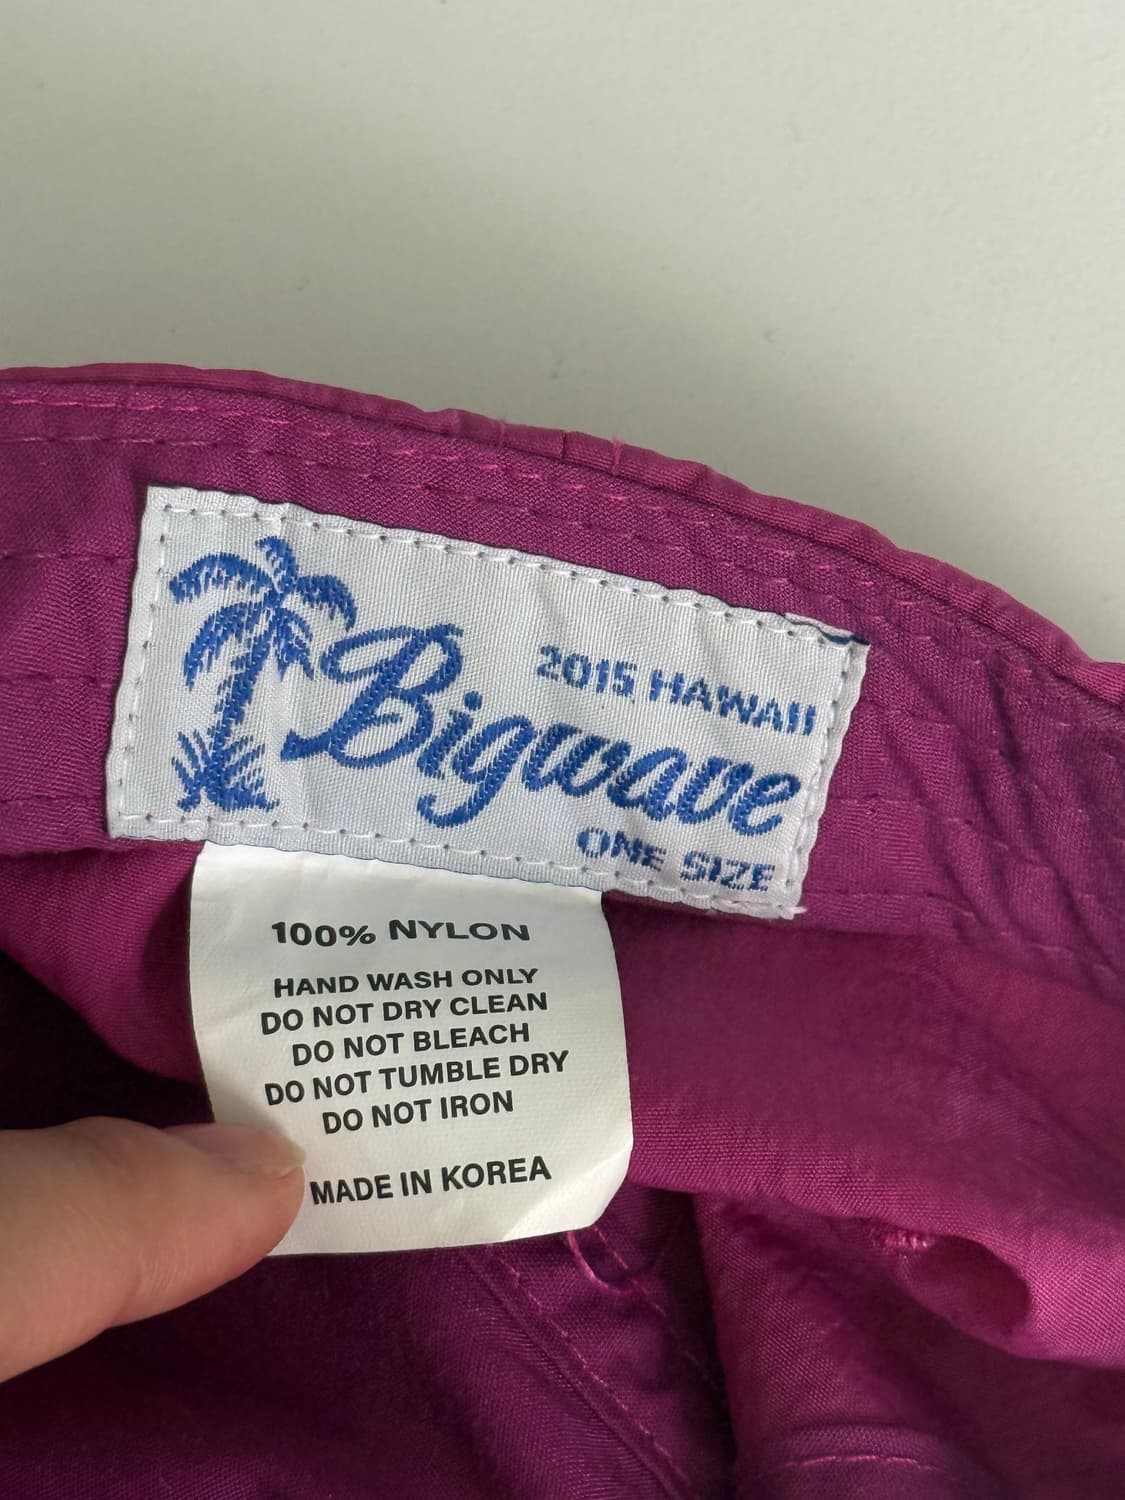 2015 HAWAII
Bigwave
ONE SIZE
100% NYLON
HAND WASH ONLY
DO NOT DRY CLEAN
DO NOT BLEACH
DO NOT TUMBLE DRY
DO NOT IRON
MADE IN KOREA